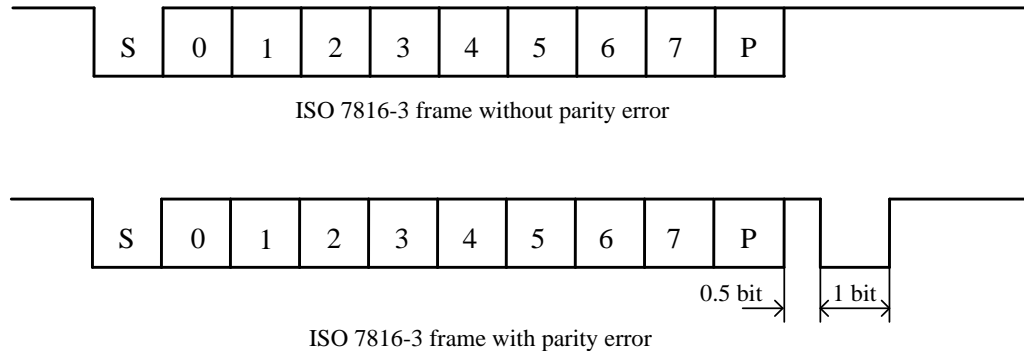 S 0 1 2 3 4 5 6 7 P
ISO 7816-3 frame without parity error
S 0 1 2 3 4 5 6 7 P
0.5 bit 1 bit
ISO 7816-3 frame with parity error